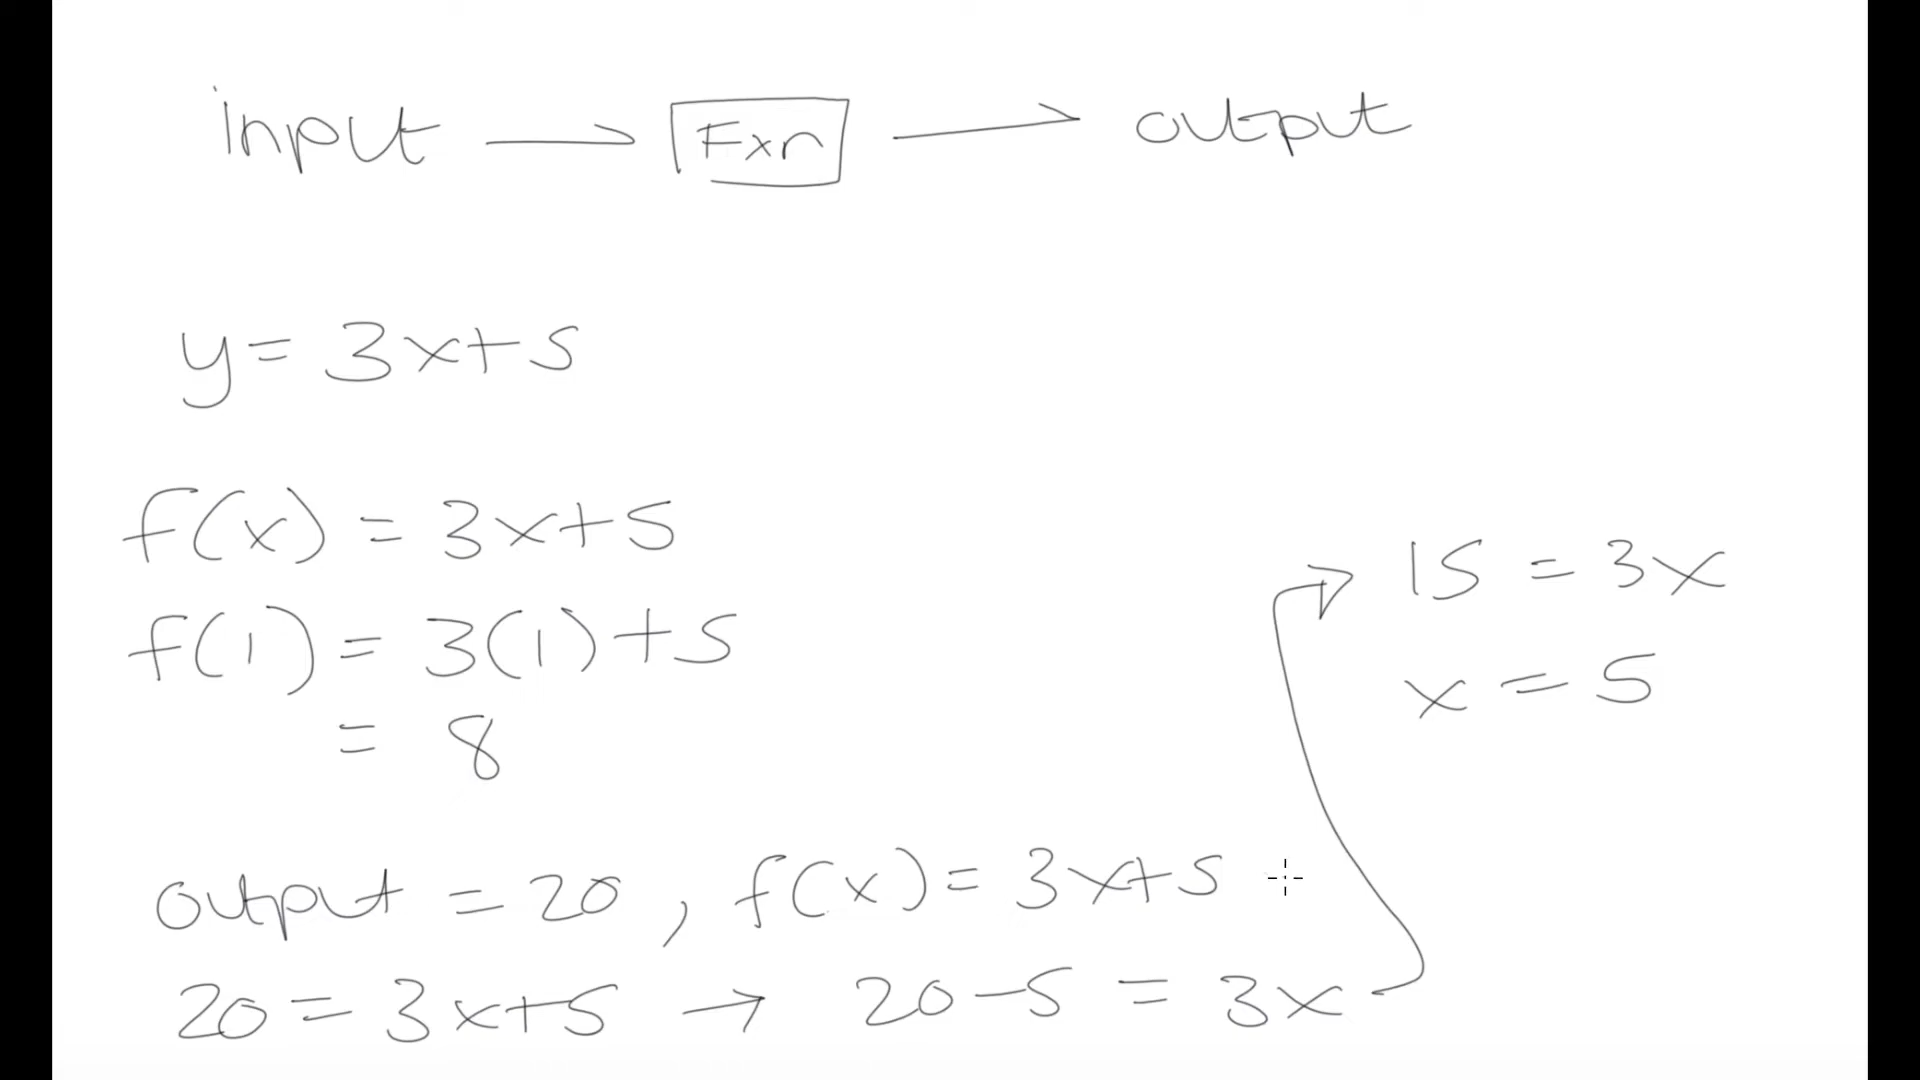 input → Fxn → output
y = 3x+5
f(x) = 3x+5
f(1) = 3(1)+5
= 8
output = 20, f(x) = 3x+5
20 = 3x+5 → 20-5 = 3x
15 = 3x
x = 5